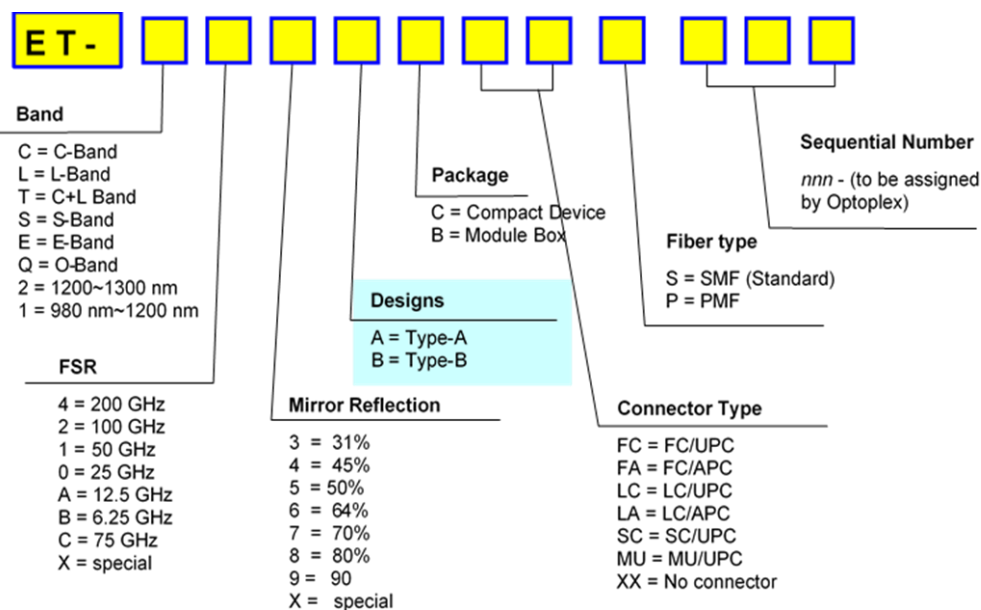 E T -
Band
C = C-Band
L = L-Band
T = C+L Band
S = S-Band
E = E-Band
Q = O-Band
2 = 1200~1300 nm
1 = 980 nm~1200 nm
FSR
4 = 200 GHz
2 = 100 GHz
1 = 50 GHz
0 = 25 GHz
A = 12.5 GHz
B = 6.25 GHz
C = 75 GHz
X = special
Mirror Reflection
3 = 31%
4 = 45%
5 = 50%
6 = 64%
7 = 70%
8 = 80%
9 = 90
X = special
Designs
A = Type-A
B = Type-B
Package
C = Compact Device
B = Module Box
Connector Type
FC = FC/UPC
FA = FC/APC
LC = LC/UPC
LA = LC/APC
SC = SC/UPC
MU = MU/UPC
XX = No connector
Fiber type
S = SMF (Standard)
P = PMF
Sequential Number
nnn - (to be assigned
by Optoplex)